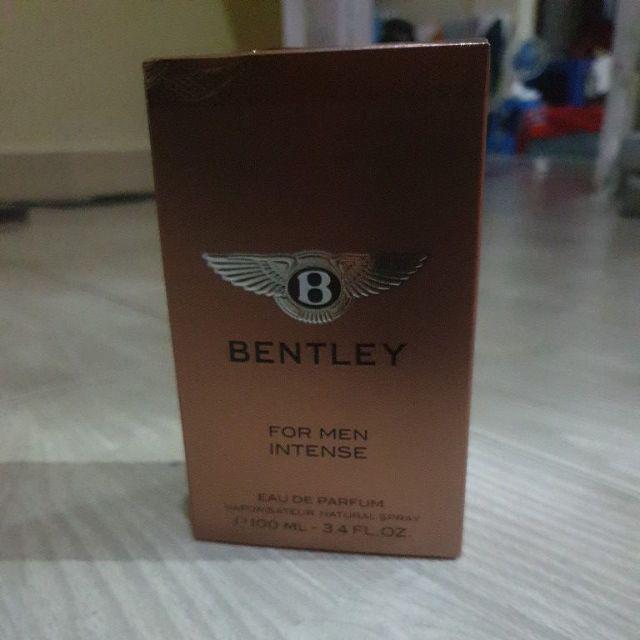 B
BENTLEY
FOR MEN
INTENSE
EAU DE PARFUM
VAPORISATEUR NATURAL SPRAY
℮ 100 ML - 3.4 FL.OZ.